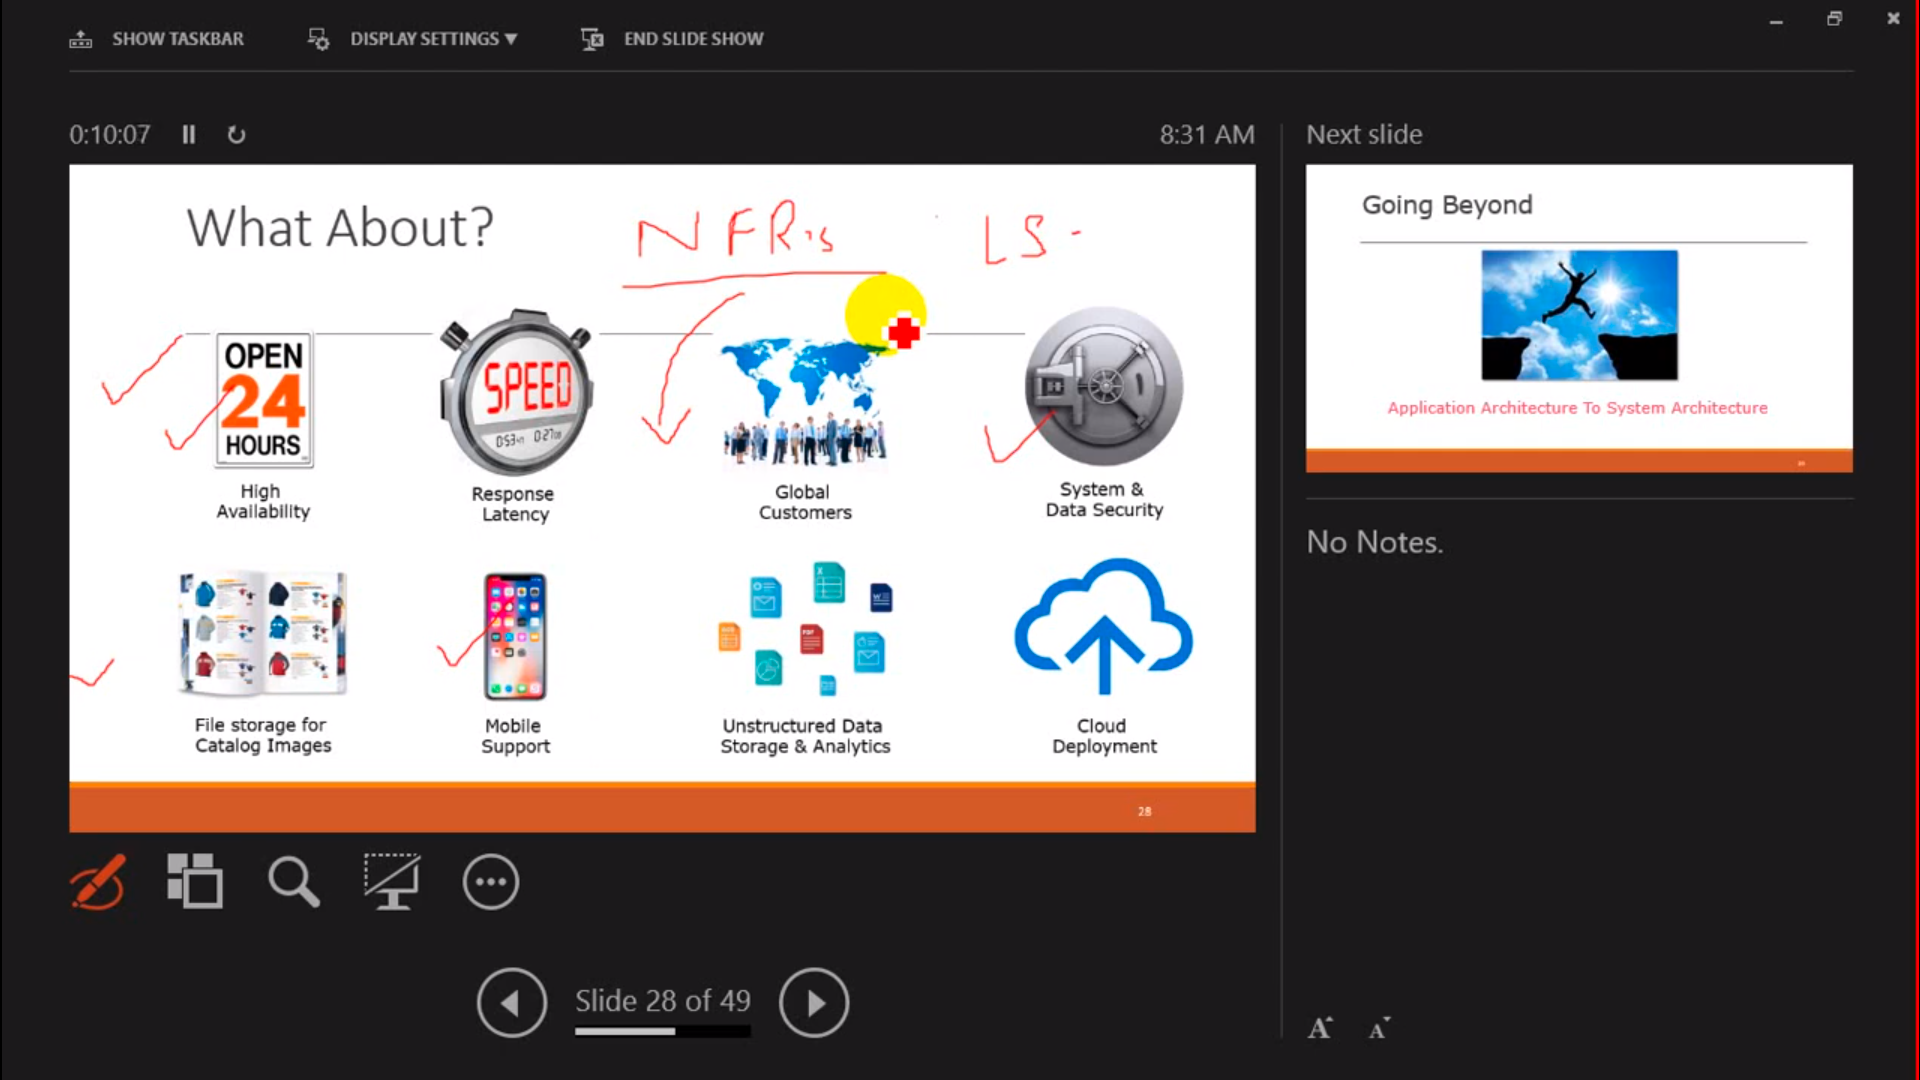 SHOW TASKBAR
DISPLAY SETTINGS ▼
END SLIDE SHOW
0:10:07
8:31 AM
Next slide
What About?
NFR's
LS -
OPEN
24
HOURS
SPEED
High
Availability
Response
Latency
Global
Customers
System &
Data Security
File storage for
Catalog Images
Mobile
Support
Unstructured Data
Storage & Analytics
Cloud
Deployment
28
Going Beyond
Application Architecture To System Architecture
No Notes.
Slide 28 of 49
A
A